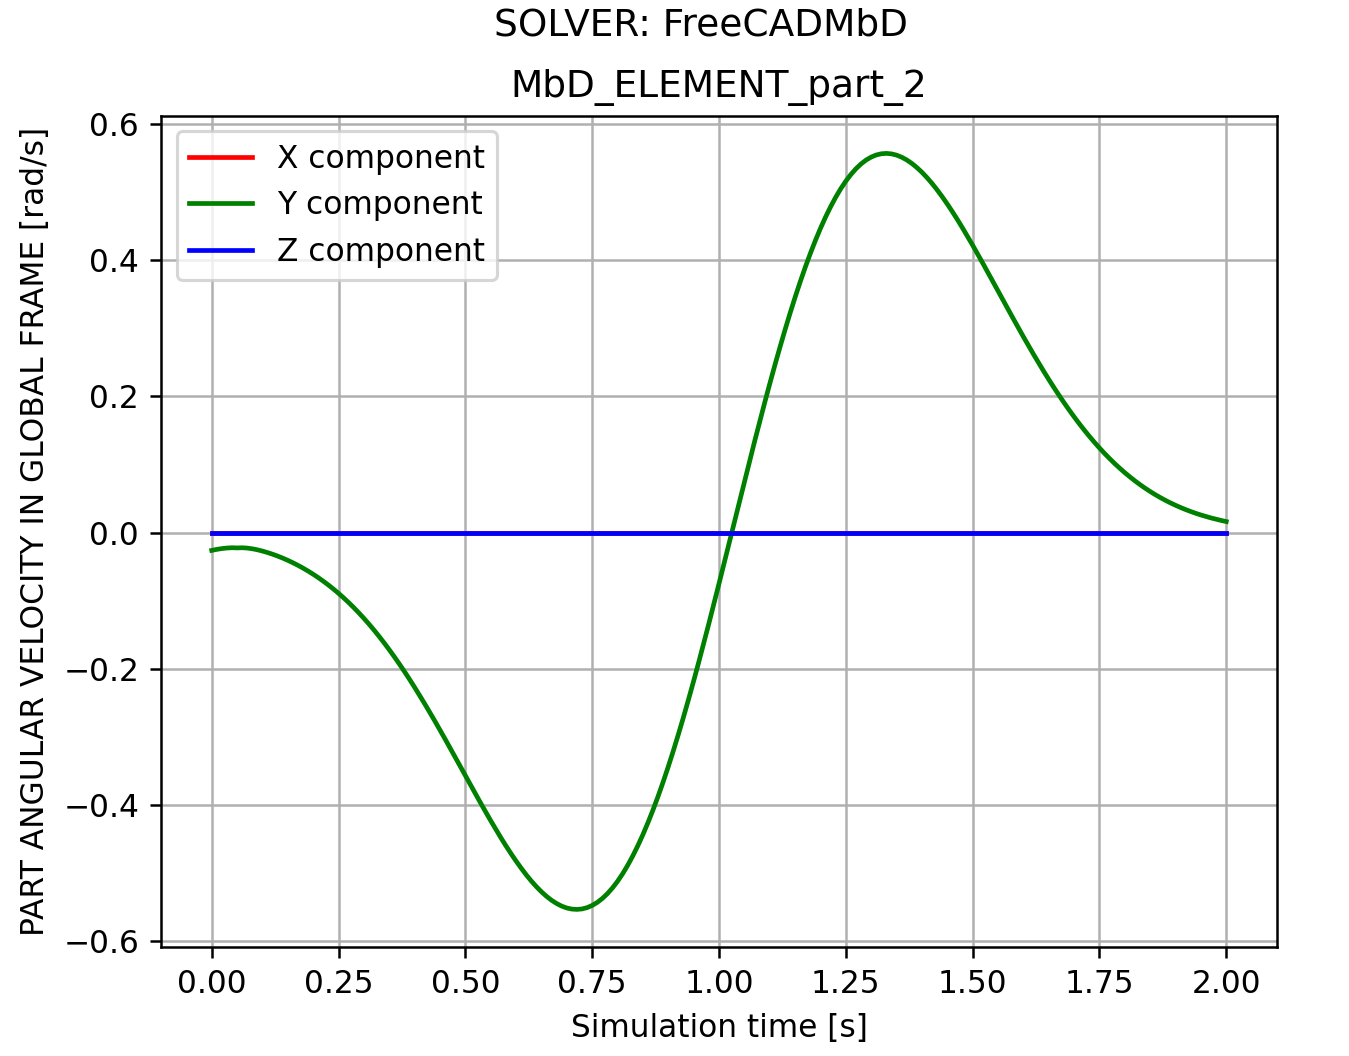 SOLVER: FreeCADMbD
MbD_ELEMENT_part_2
PART ANGULAR VELOCITY IN GLOBAL FRAME [rad/s]
0.6
0.4
0.2
0.0
−0.2
−0.4
−0.6
X component
Y component
Z component
0.00 0.25 0.50 0.75 1.00 1.25 1.50 1.75 2.00
Simulation time [s]